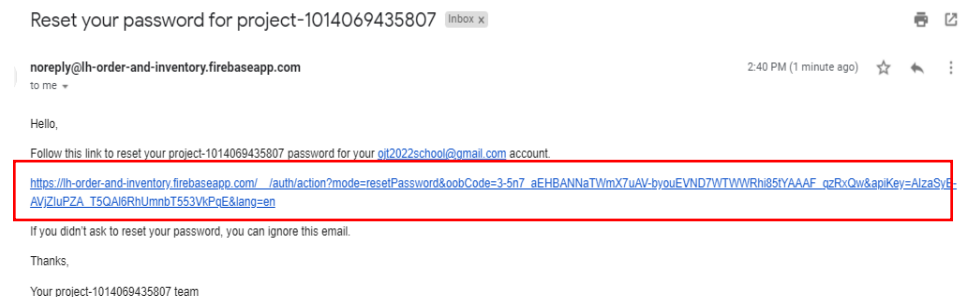 Reset your password for project-1014069435807 Inbox x
noreply@lh-order-and-inventory.firebaseapp.com 2:40 PM (1 minute ago)
to me
Hello,
Follow this link to reset your project-1014069435807 password for your ojt2022school@gmail.com account.
https://lh-order-and-inventory.firebaseapp.com/__/auth/action?mode=resetPassword&oobCode=3-5n7_aEHBANNaTWmX7uAV-byouEVND7WTWWRhi85tYAAAF_qzRxQw&apiKey=AIzaSyB-
AVjZIuPZA_T5QAl6RhUmnbT553VkPqE&lang=en
If you didn't ask to reset your password, you can ignore this email.
Thanks,
Your project-1014069435807 team